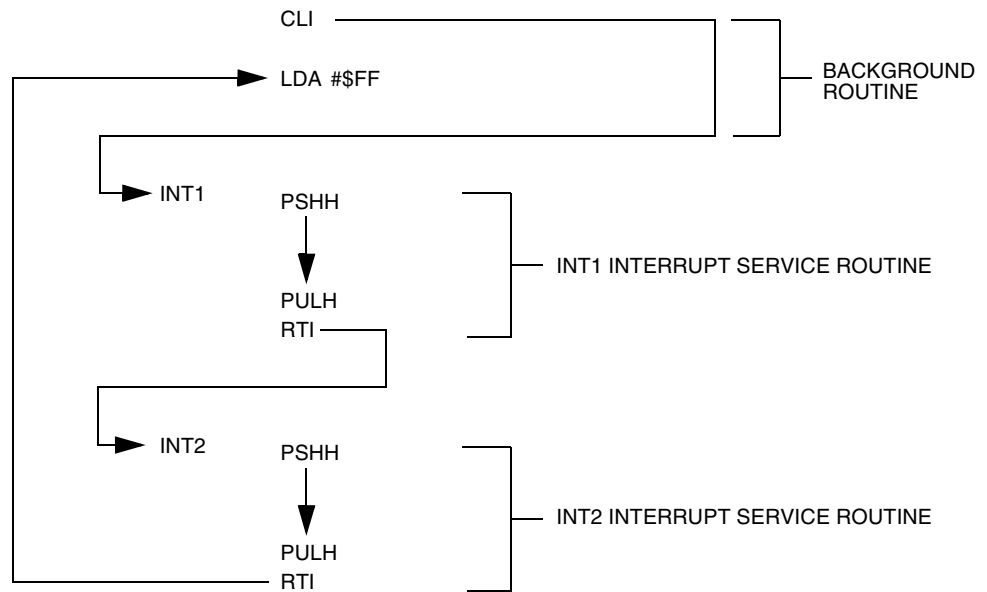 CLI
LDA #$FF
BACKGROUND
ROUTINE
INT1
PSHH
INT1 INTERRUPT SERVICE ROUTINE
PULH
RTI
INT2
PSHH
INT2 INTERRUPT SERVICE ROUTINE
PULH
RTI